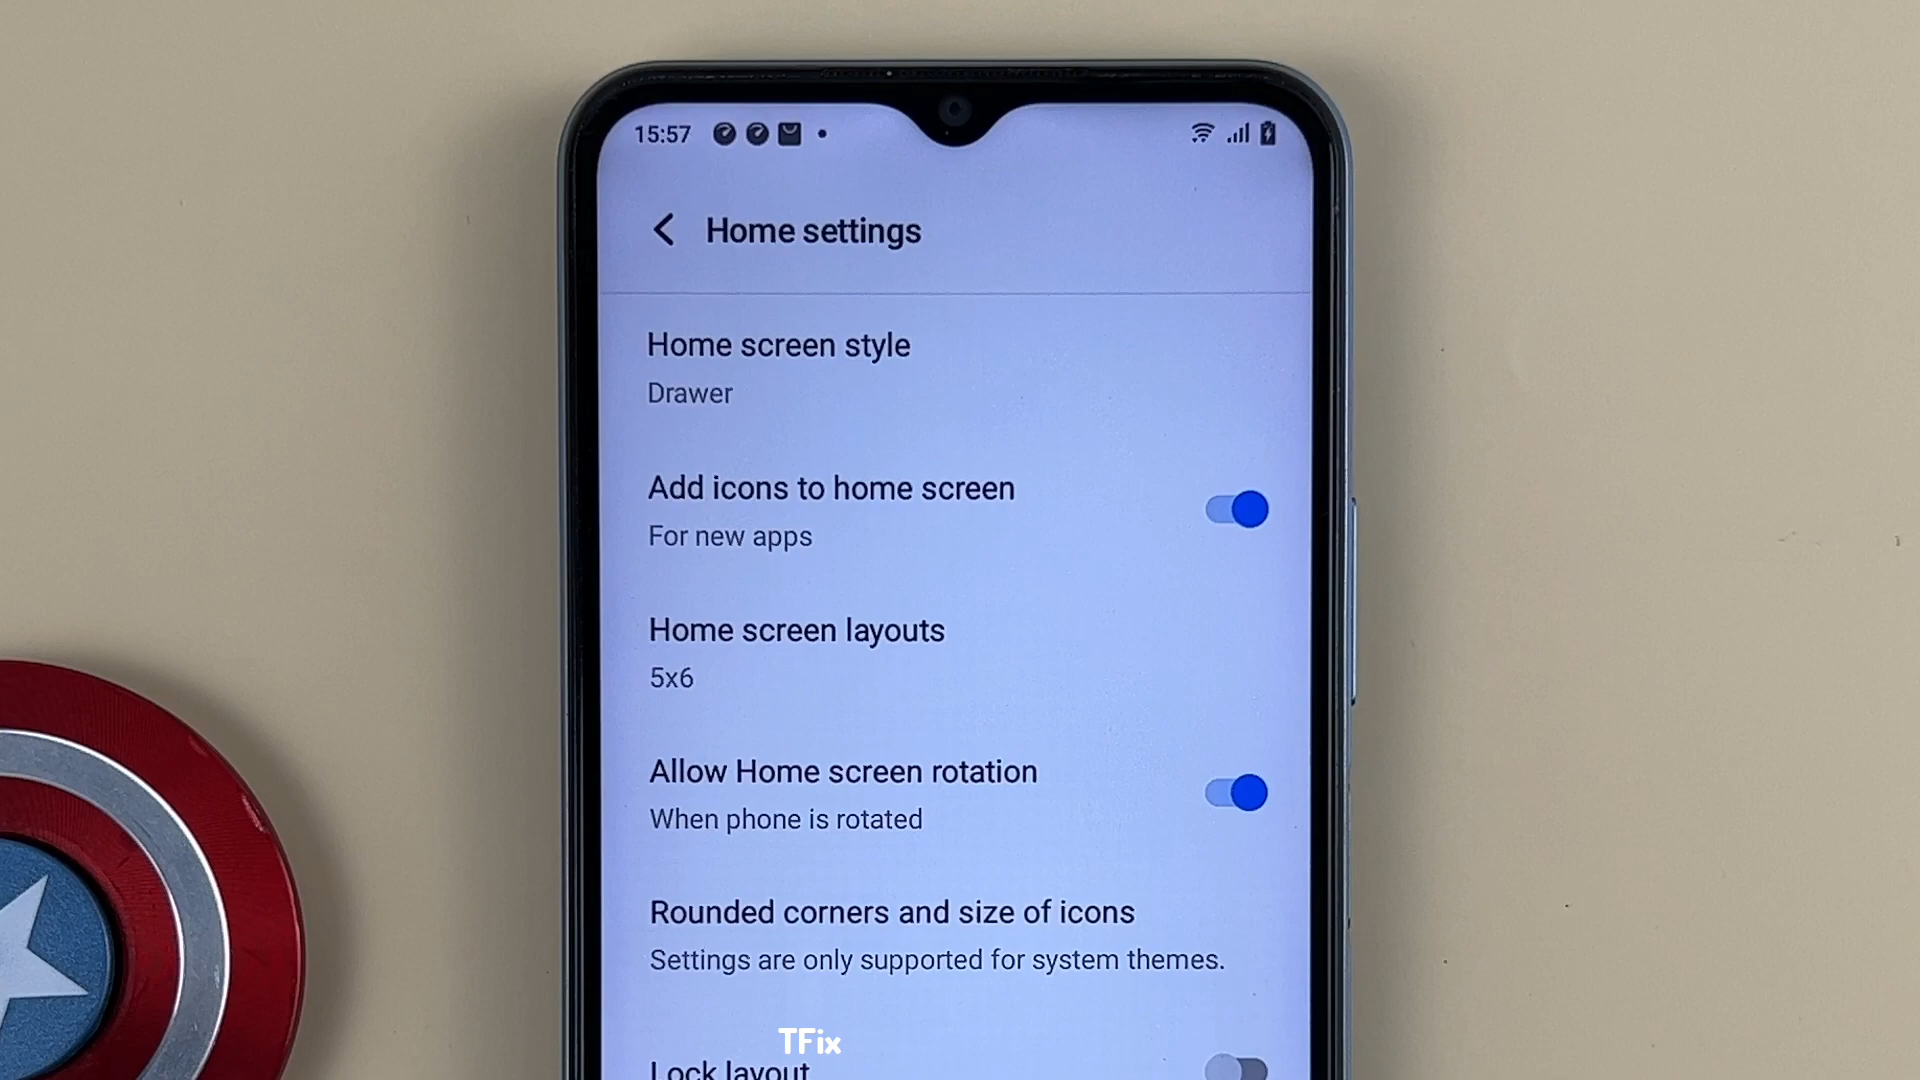 15:57
Home settings
Home screen style
Drawer
Add icons to home screen
For new apps
Home screen layouts
5x6
Allow Home screen rotation
When phone is rotated
Rounded corners and size of icons
Settings are only supported for system themes.
TFix
Lock layout